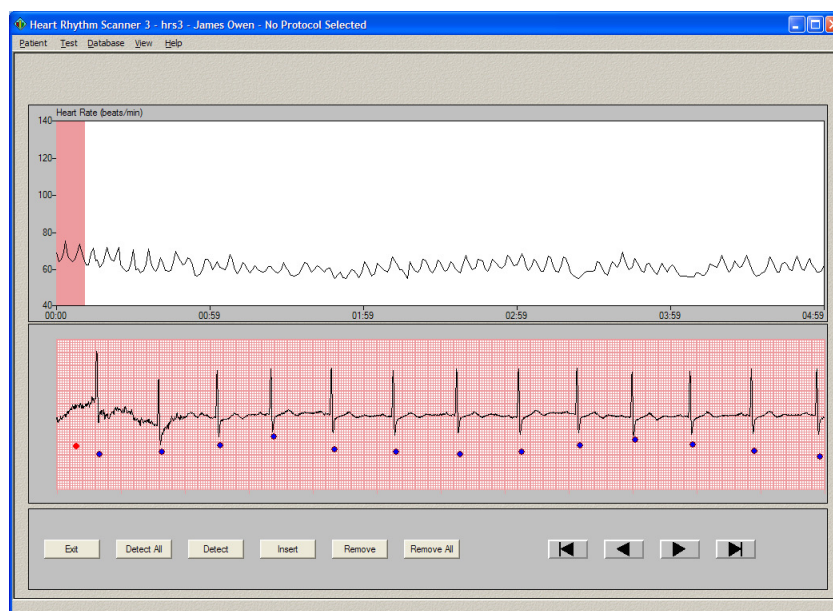 Heart Rhythm Scanner 3 - hrs3 - James Owen - No Protocol Selected
Patient Test Database View Help
Heart Rate (beats/min)
140
120
100
80
60
40
00:00 00:59 01:59 02:59 03:59 04:59
Exit Detect All Detect Insert Remove Remove All